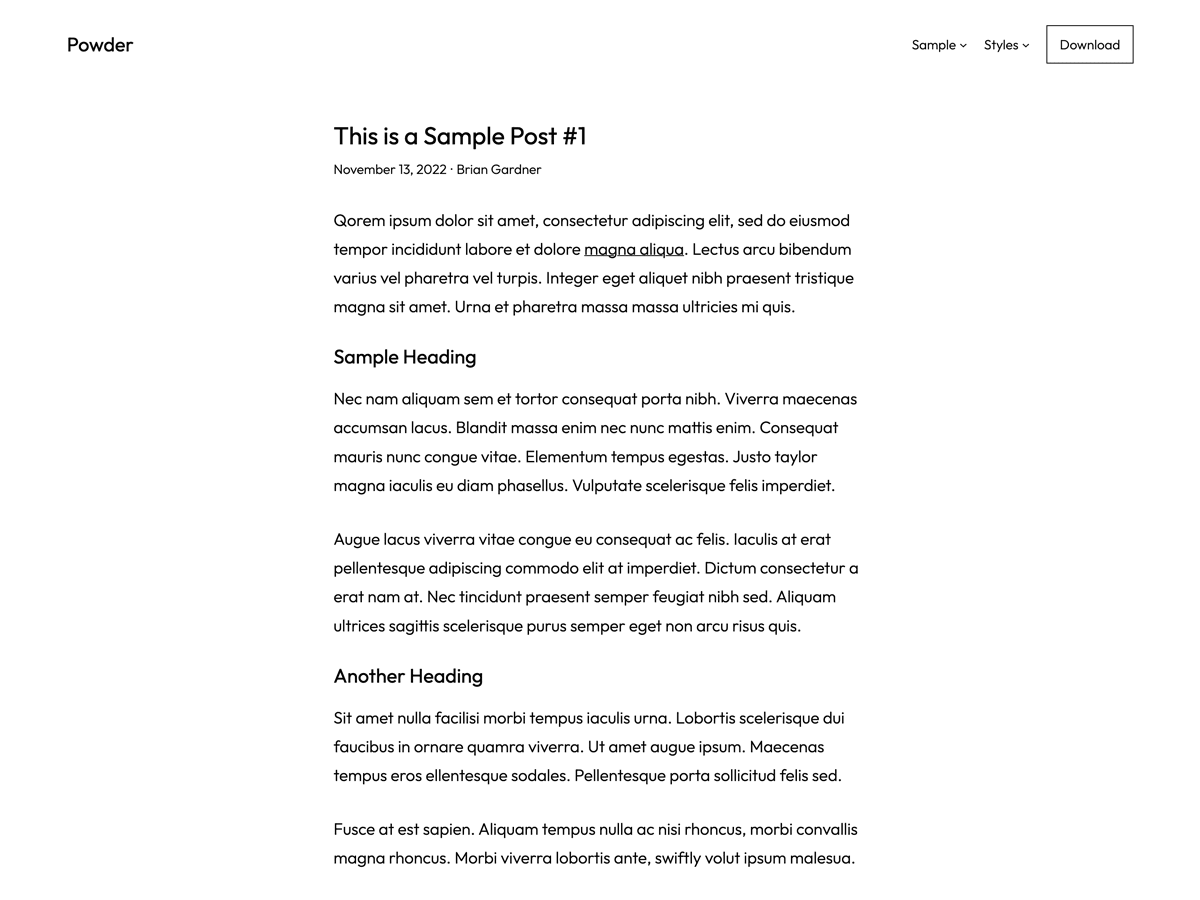 Powder
Sample
Styles
Download
This is a Sample Post #1
November 13, 2022 · Brian Gardner
Qorem ipsum dolor sit amet, consectetur adipiscing elit, sed do eiusmod
tempor incididunt labore et dolore magna aliqua. Lectus arcu bibendum
varius vel pharetra vel turpis. Integer eget aliquet nibh praesent tristique
magna sit amet. Urna et pharetra massa massa ultricies mi quis.
Sample Heading
Nec nam aliquam sem et tortor consequat porta nibh. Viverra maecenas
accumsan lacus. Blandit massa enim nec nunc mattis enim. Consequat
mauris nunc congue vitae. Elementum tempus egestas. Justo taylor
magna iaculis eu diam phasellus. Vulputate scelerisque felis imperdiet.
Augue lacus viverra vitae congue eu consequat ac felis. Iaculis at erat
pellentesque adipiscing commodo elit at imperdiet. Dictum consectetur a
erat nam at. Nec tincidunt praesent semper feugiat nibh sed. Aliquam
ultrices sagittis scelerisque purus semper eget non arcu risus quis.
Another Heading
Sit amet nulla facilisi morbi tempus iaculis urna. Lobortis scelerisque dui
faucibus in ornare quamra viverra. Ut amet augue ipsum. Maecenas
tempus eros ellentesque sodales. Pellentesque porta sollicitud felis sed.
Fusce at est sapien. Aliquam tempus nulla ac nisi rhoncus, morbi convallis
magna rhoncus. Morbi viverra lobortis ante, swiftly volut ipsum malesua.